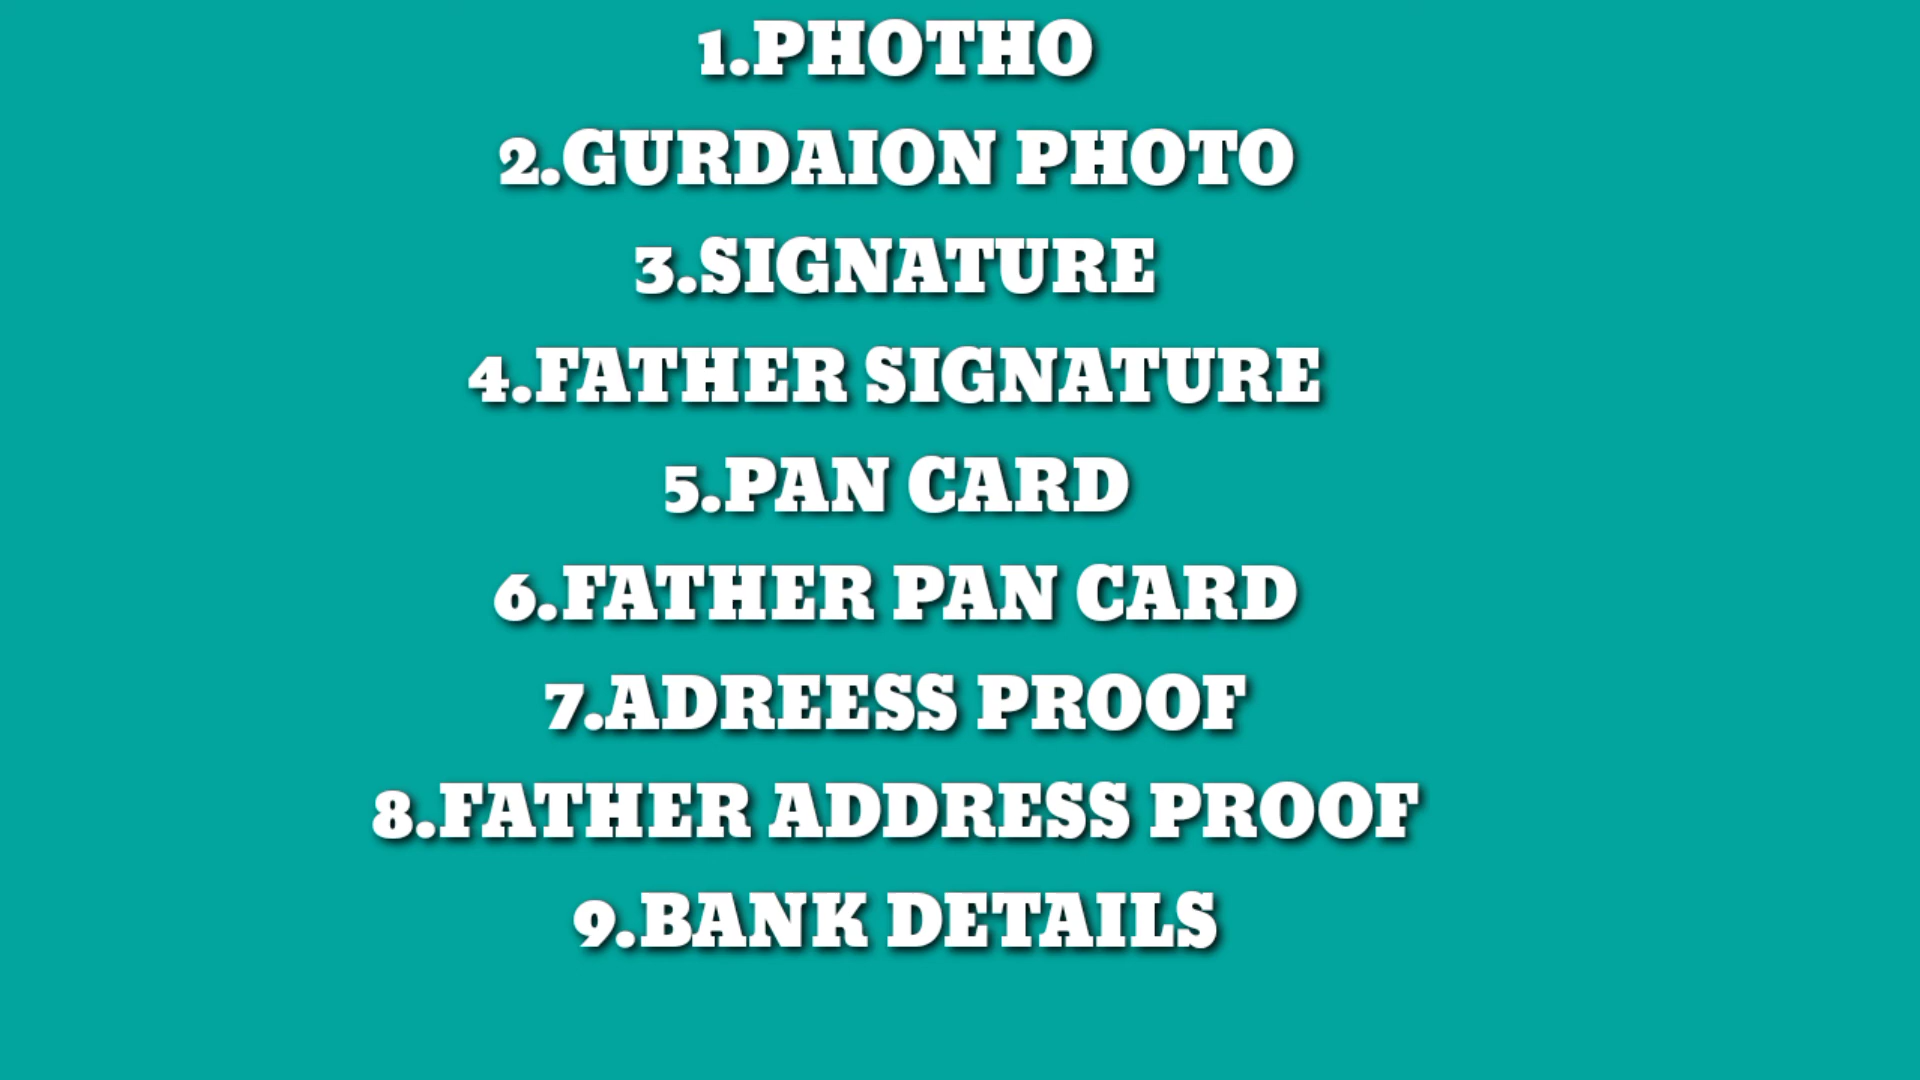 1.PHOTHO
2.GURDAION PHOTO
3.SIGNATURE
4.FATHER SIGNATURE
5.PAN CARD
6.FATHER PAN CARD
7.ADREESS PROOF
8.FATHER ADDRESS PROOF
9.BANK DETAILS